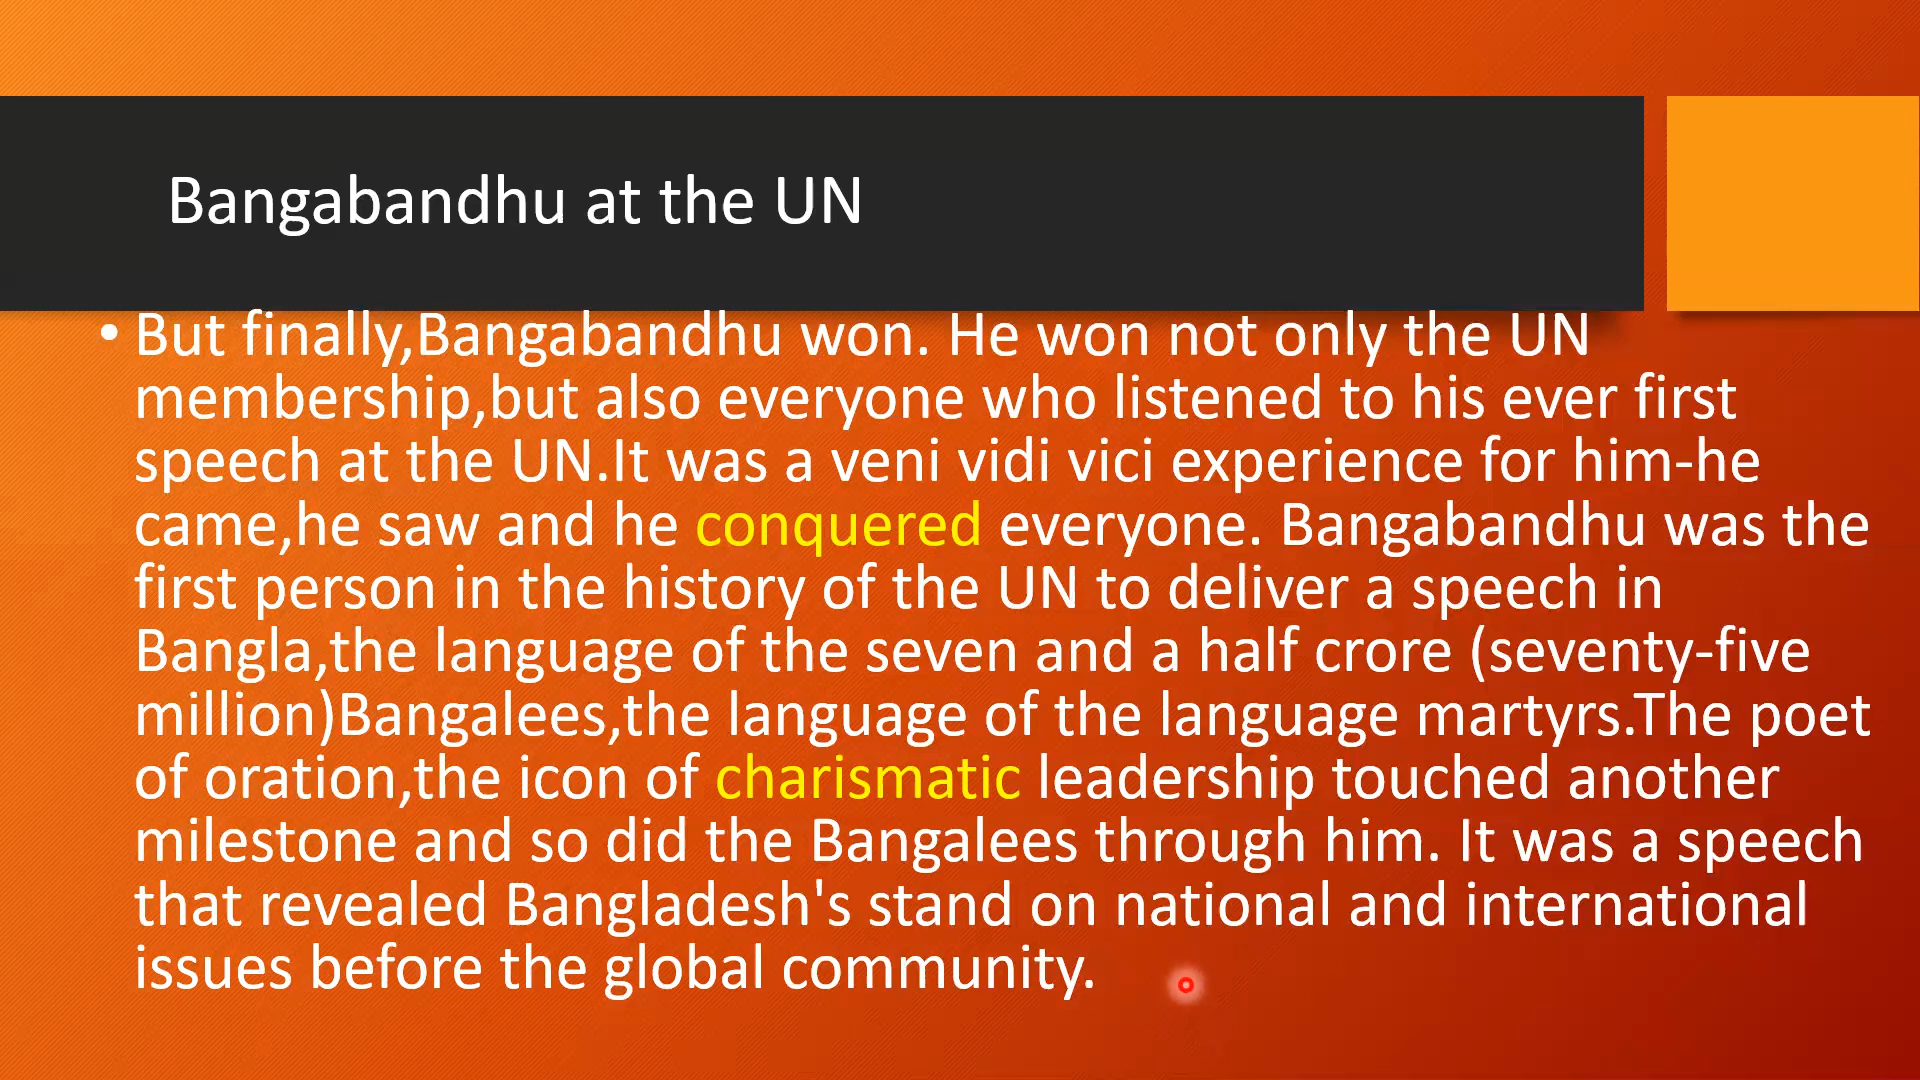 Bangabandhu at the UN
• But finally,Bangabandhu won. He won not only the UN
membership,but also everyone who listened to his ever first
speech at the UN.It was a veni vidi vici experience for him-he
came,he saw and he conquered everyone. Bangabandhu was the
first person in the history of the UN to deliver a speech in
Bangla,the language of the seven and a half crore (seventy-five
million)Bangalees,the language of the language martyrs.The poet
of oration,the icon of charismatic leadership touched another
milestone and so did the Bangalees through him. It was a speech
that revealed Bangladesh's stand on national and international
issues before the global community.